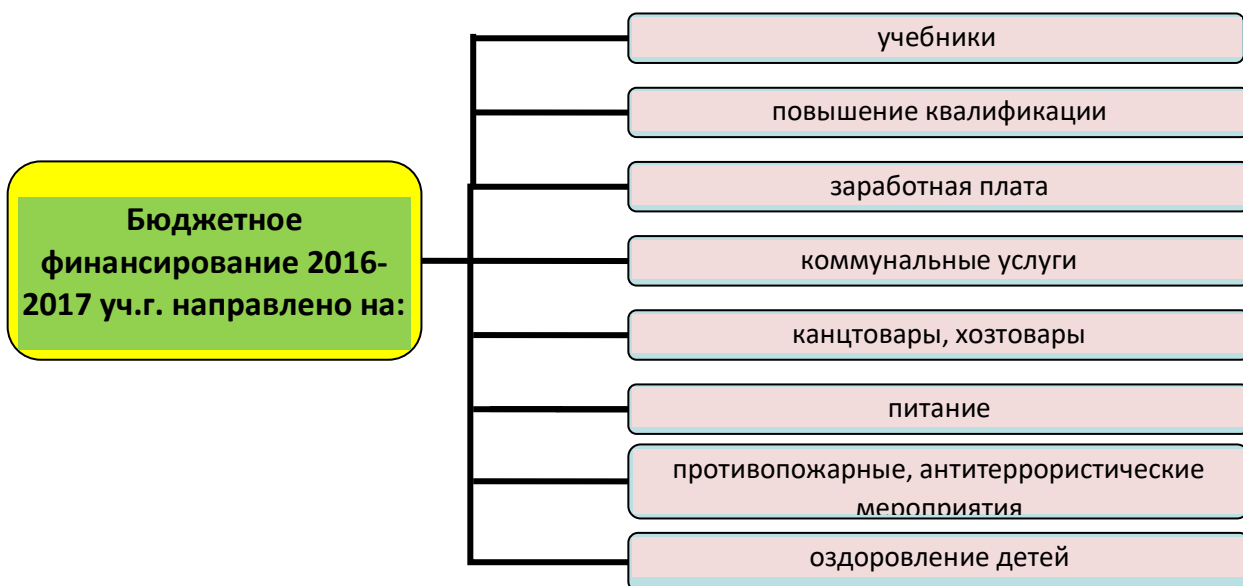 Бюджетное
финансирование 2016-
2017 уч.г. направлено на:
учебники
повышение квалификации
заработная плата
коммунальные услуги
канцтовары, хозтовары
питание
противопожарные, антитеррористические
мероприятия
оздоровление детей